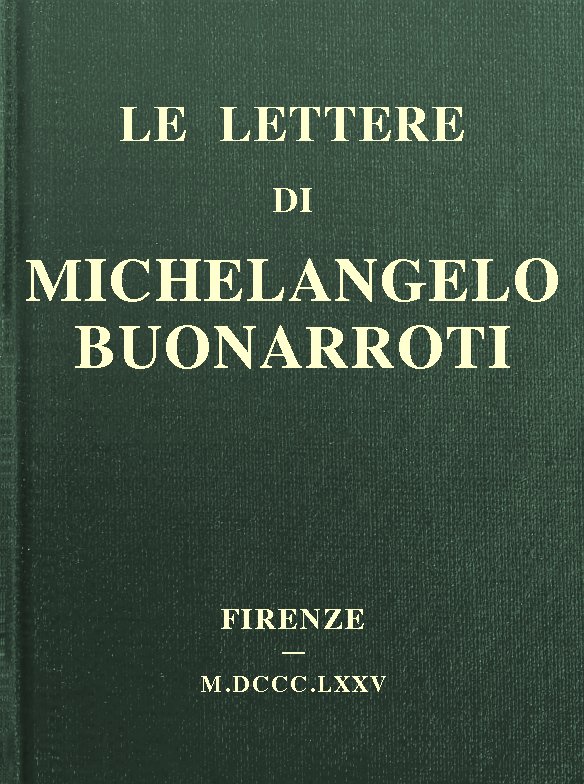 LE LETTERE
DI
MICHELANGELO
BUONARROTI
FIRENZE
—
M.DCCC.LXXV